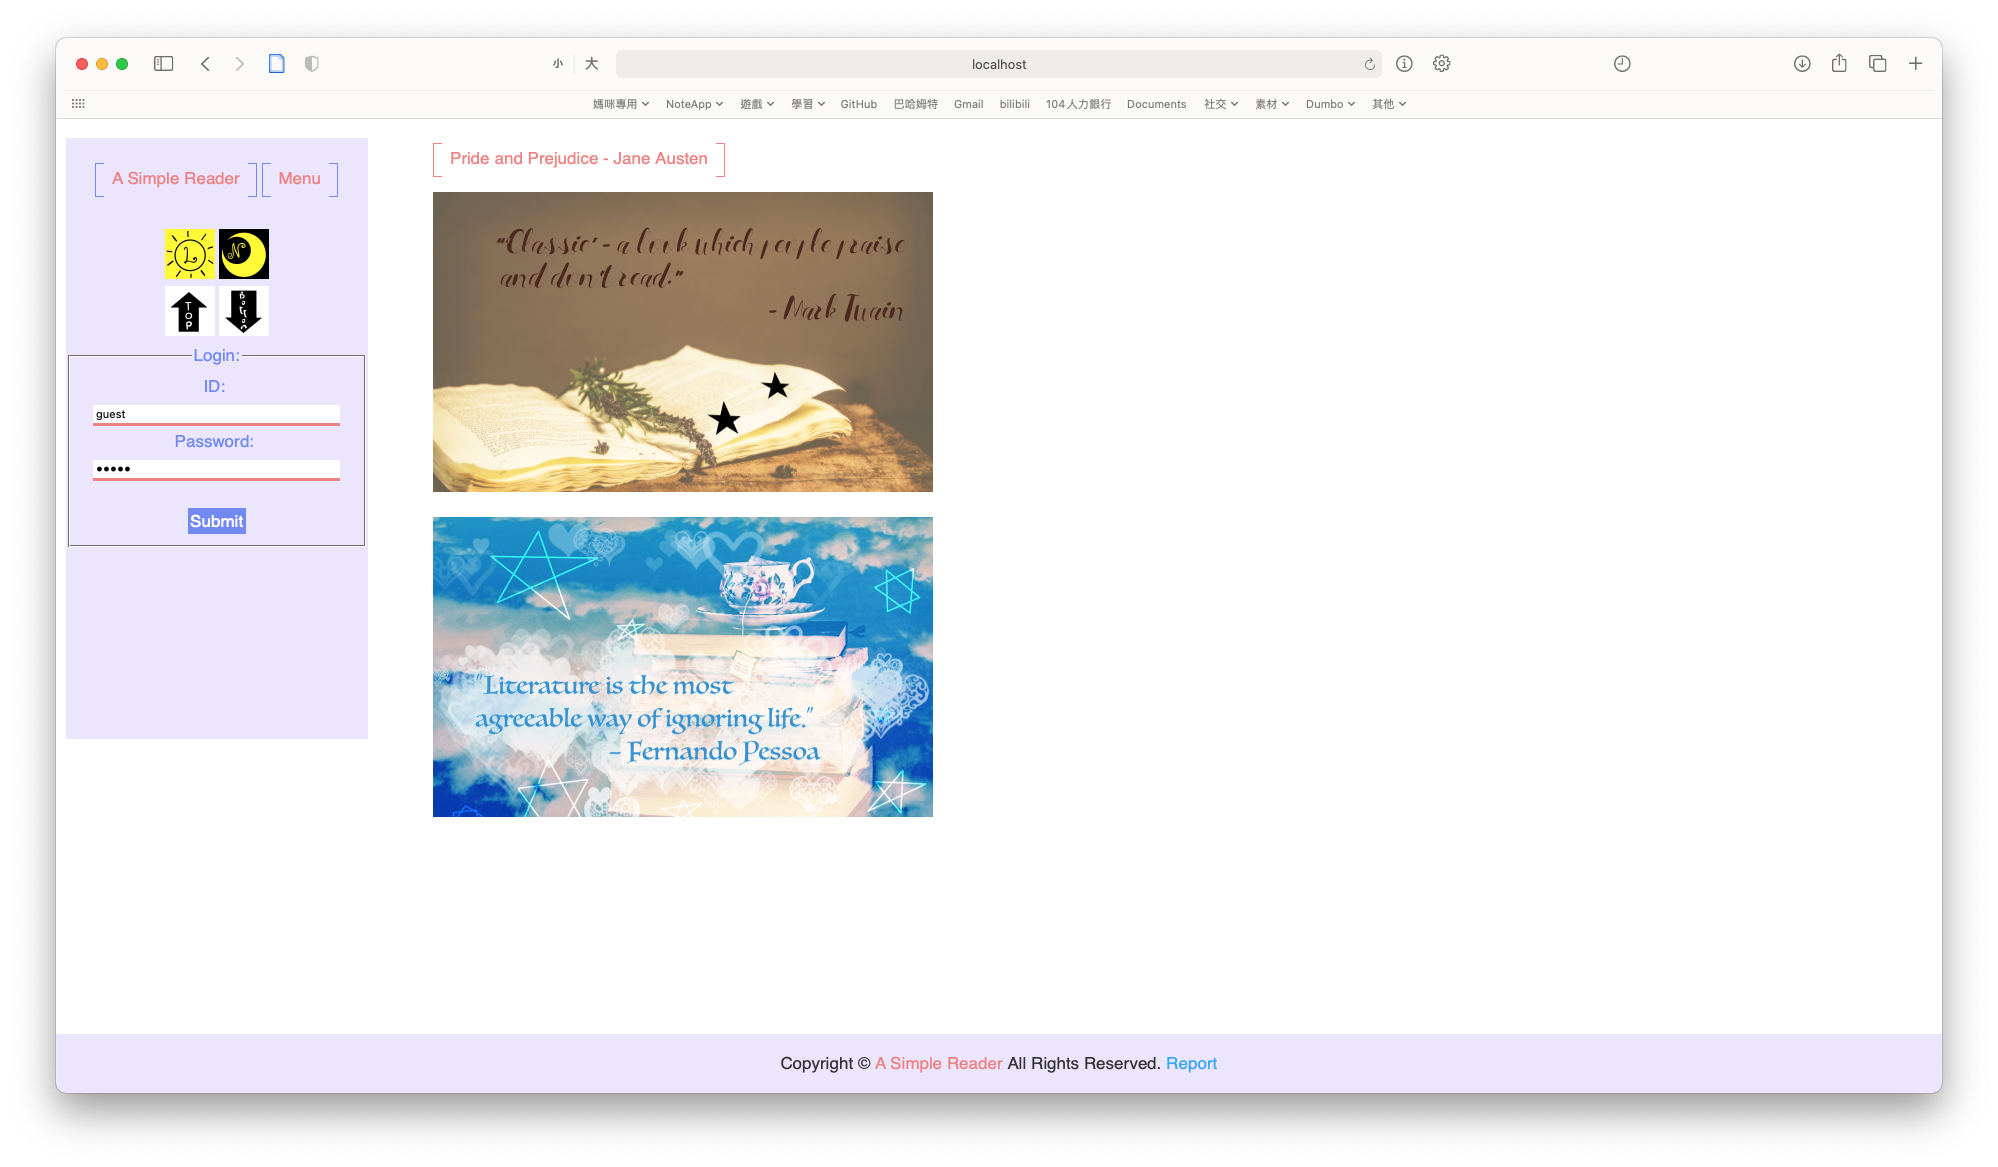 小 大 localhost
媽咪專用 NoteApp 遊戲 學習 GitHub 巴哈姆特 Gmail bilibili 104人力銀行 Documents 社交 素材 Dumbo 其他
A Simple Reader Menu
L N
TOP BOTTOM
Login:
ID:
guest
Password:
•••••
Submit
Pride and Prejudice - Jane Austen
"'Classic' - a book which people praise
and don't read."
- Mark Twain
"Literature is the most
agreeable way of ignoring life."
- Fernando Pessoa
Copyright © A Simple Reader All Rights Reserved. Report